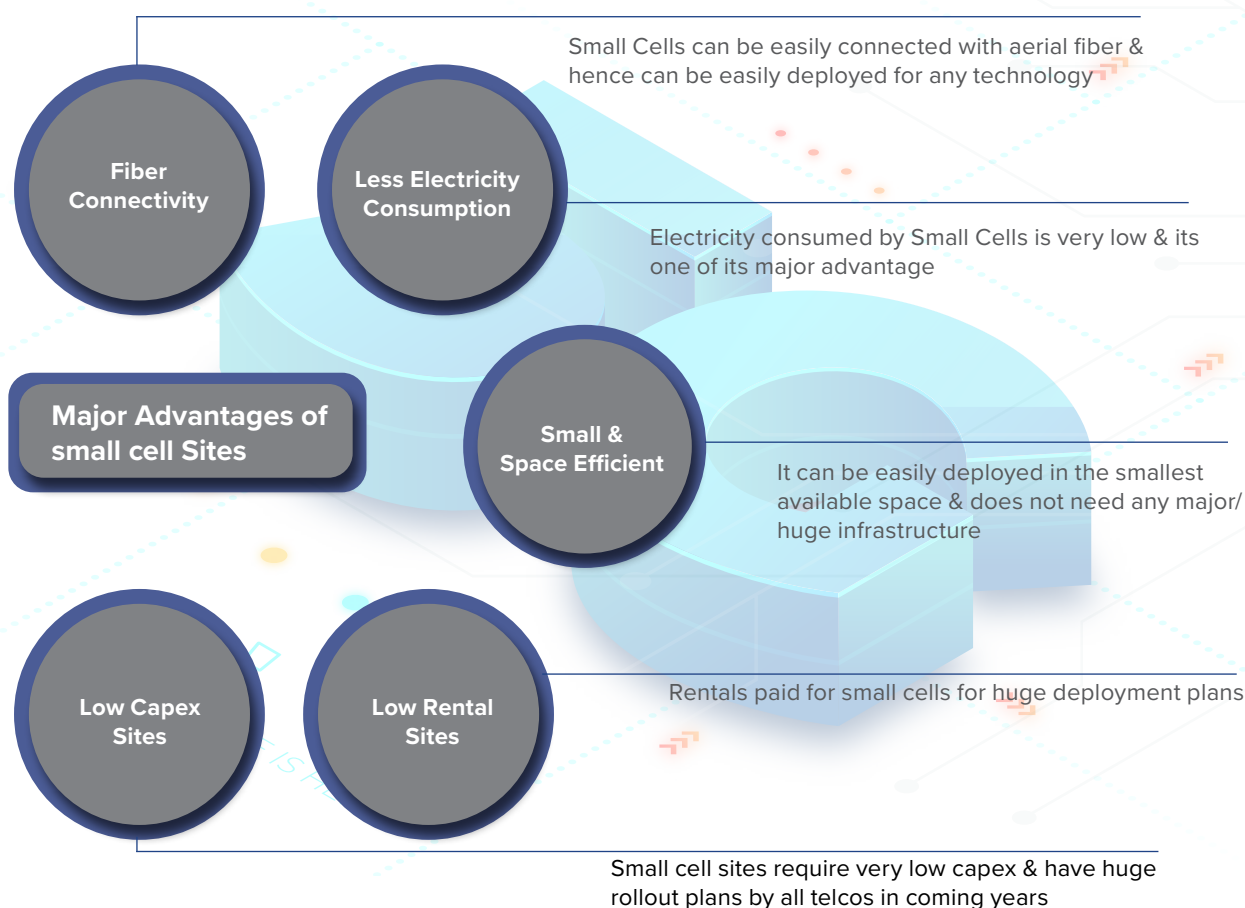 Small Cells can be easily connected with aerial fiber &
hence can be easily deployed for any technology
Fiber
Connectivity
Less Electricity
Consumption
Electricity consumed by Small Cells is very low & its
one of its major advantage
Major Advantages of
small cell Sites
Small &
Space Efficient
It can be easily deployed in the smallest
available space & does not need any major/
huge infrastructure
Low Capex
Sites
Low Rental
Sites
Rentals paid for small cells for huge deployment plans
Small cell sites require very low capex & have huge
rollout plans by all telcos in coming years